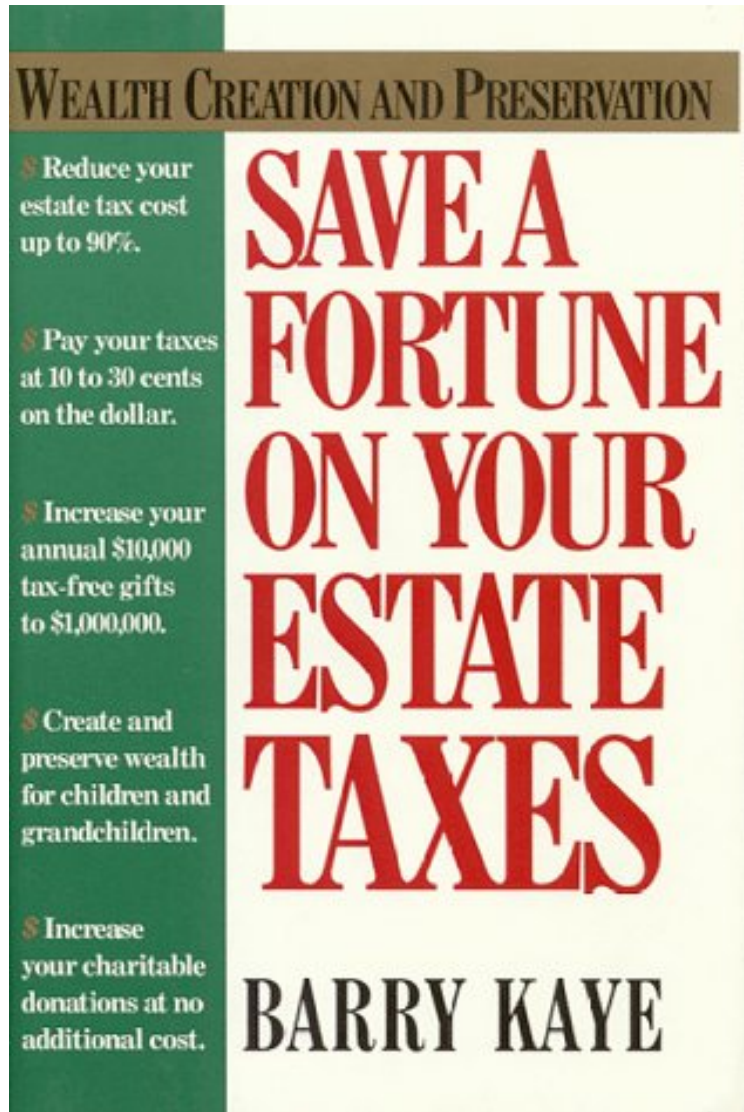 WEALTH CREATION AND PRESERVATION
$ Reduce your
estate tax cost
up to 90%.
$ Pay your taxes
at 10 to 30 cents
on the dollar.
$ Increase your
annual $10,000
tax-free gifts
to $1,000,000.
$ Create and
preserve wealth
for children and
grandchildren.
$ Increase
your charitable
donations at no
additional cost.
SAVE A
FORTUNE
ON YOUR
ESTATE
TAXES
BARRY KAYE